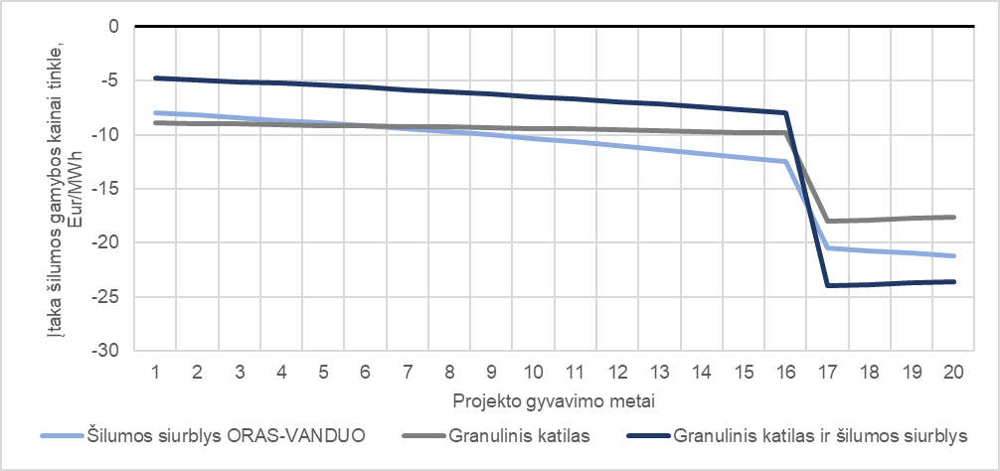 Įtaka šilumos gamybos kainai tinkle,
Eur/MWh
0
-5
-10
-15
-20
-25
-30
1 2 3 4 5 6 7 8 9 10 11 12 13 14 15 16 17 18 19 20
Projekto gyvavimo metai
Šilumos siurblys ORAS-VANDUO
Granulinis katilas
Granulinis katilas ir šilumos siurblys